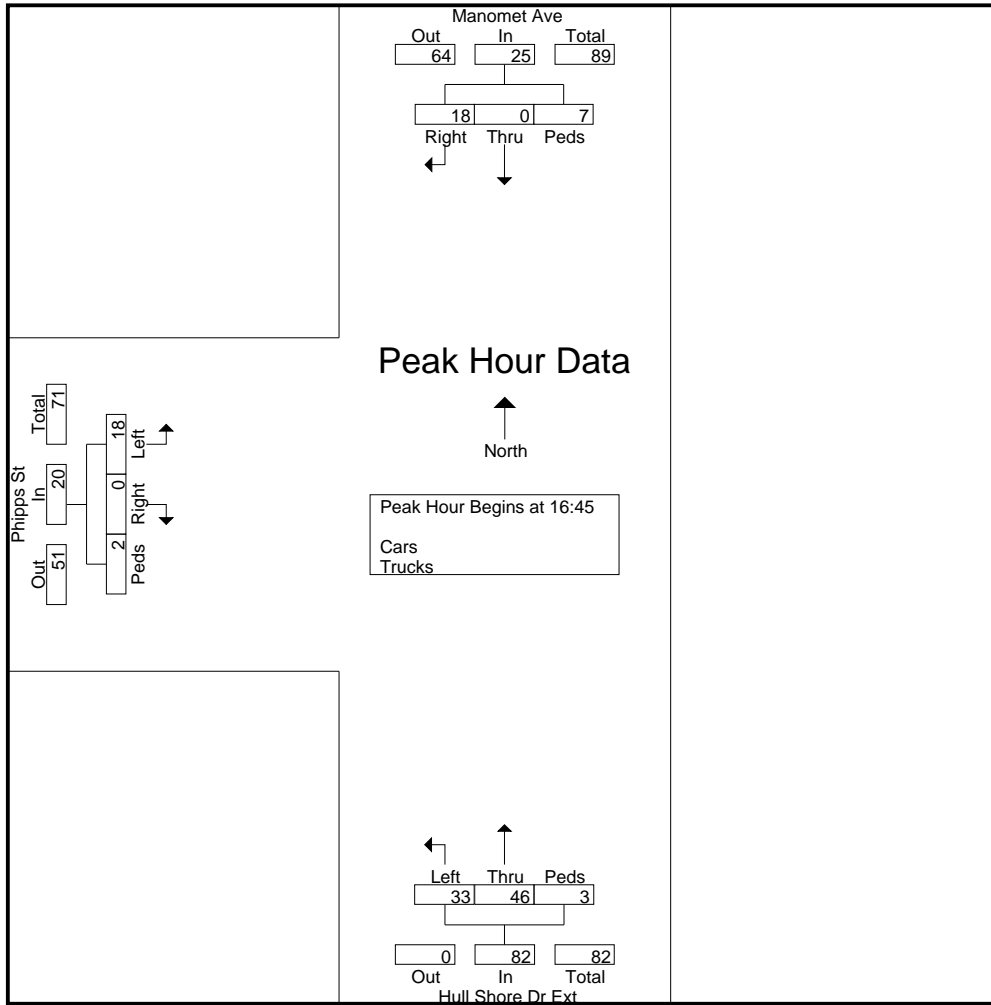 Manomet Ave
Out In Total
64 25 89
18 0 7
Right Thru Peds
Peak Hour Data
North
Peak Hour Begins at 16:45
Cars
Trucks
Phipps St
Out In Total
51 20 71
2 0 18
Peds Right Left
Left Thru Peds
33 46 3
0 82 82
Out In Total
Hull Shore Dr Ext